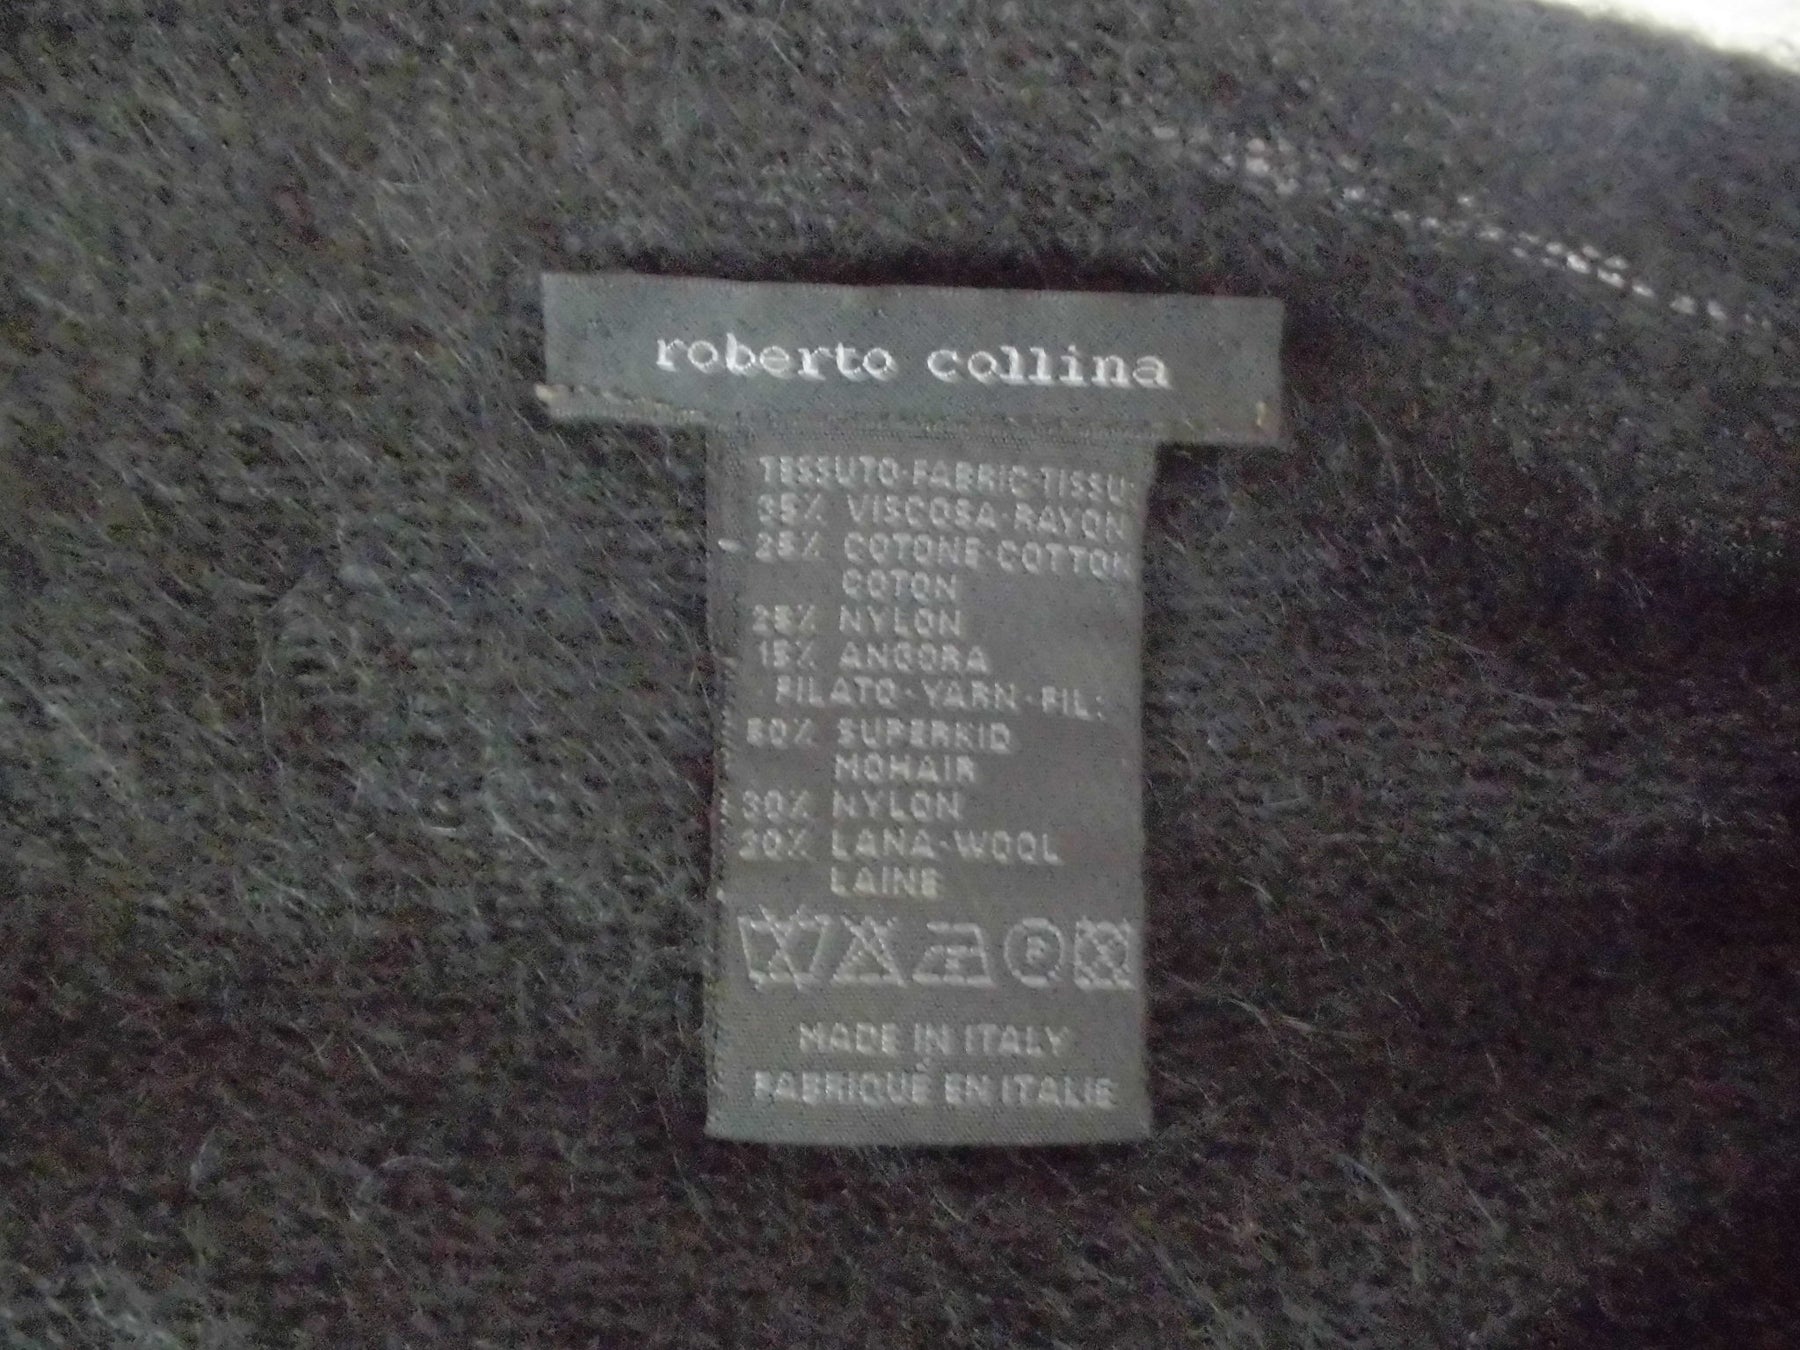 roberto collina
TESSUTO·FABRIC·TISSU:
35% VISCOSA·RAYON
25% COTONE·COTTON
COTON
25% NYLON
15% ANGORA
FILATO·YARN·FIL:
50% SUPERKID
MOHAIR
30% NYLON
20% LANA·WOOL
LAINE
P
MADE IN ITALY
FABRIQUÉ EN ITALIE